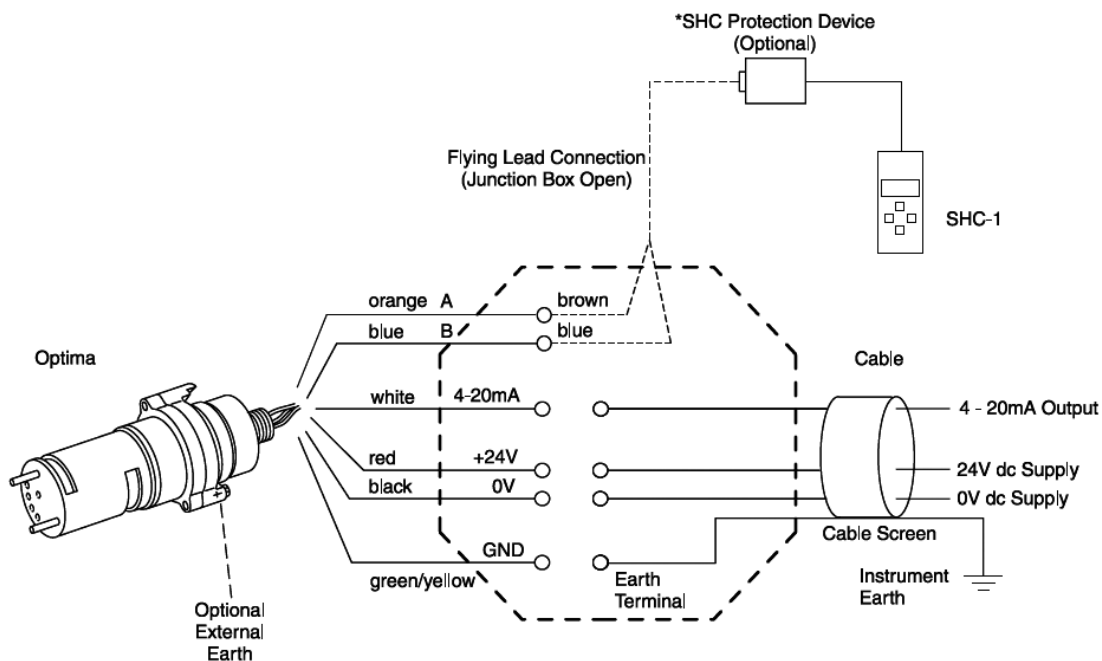 *SHC Protection Device
(Optional)
Flying Lead Connection
(Junction Box Open)
SHC-1
orange A
brown
blue B
blue
Optima
Cable
white 4-20mA
4 - 20mA Output
red +24V
24V dc Supply
black 0V
0V dc Supply
Cable Screen
GND
green/yellow
Earth
Terminal
Instrument
Earth
Optional
External
Earth